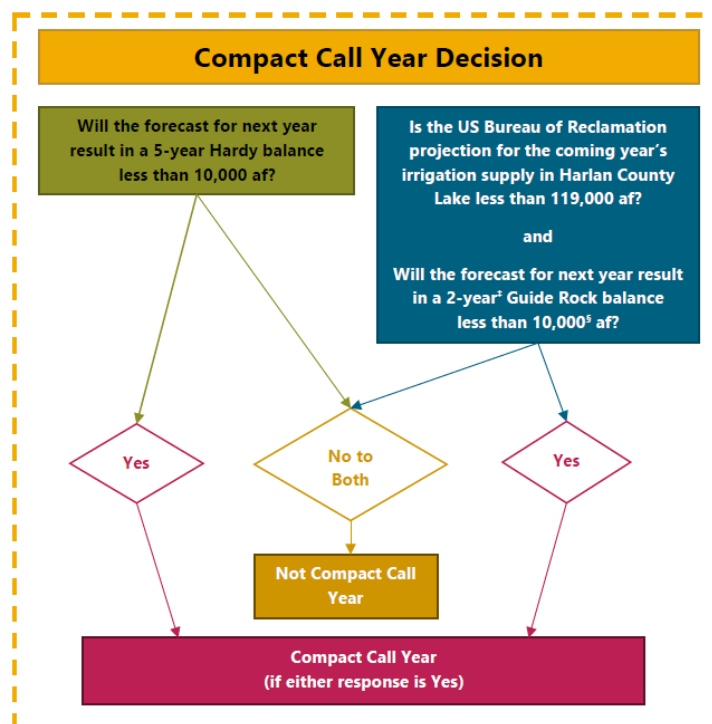 Compact Call Year Decision
Will the forecast for next year
result in a 5-year Hardy balance
less than 10,000 af?
Is the US Bureau of Reclamation
projection for the coming year´s
irrigation supply in Harlan County
Lake less than 119,000 af?
and
Will the forecast for next year result
in a 2-year‡ Guide Rock balance
less than 10,000§ af?
Yes
No to
Both
Yes
Not Compact Call
Year
Compact Call Year
(if either response is Yes)